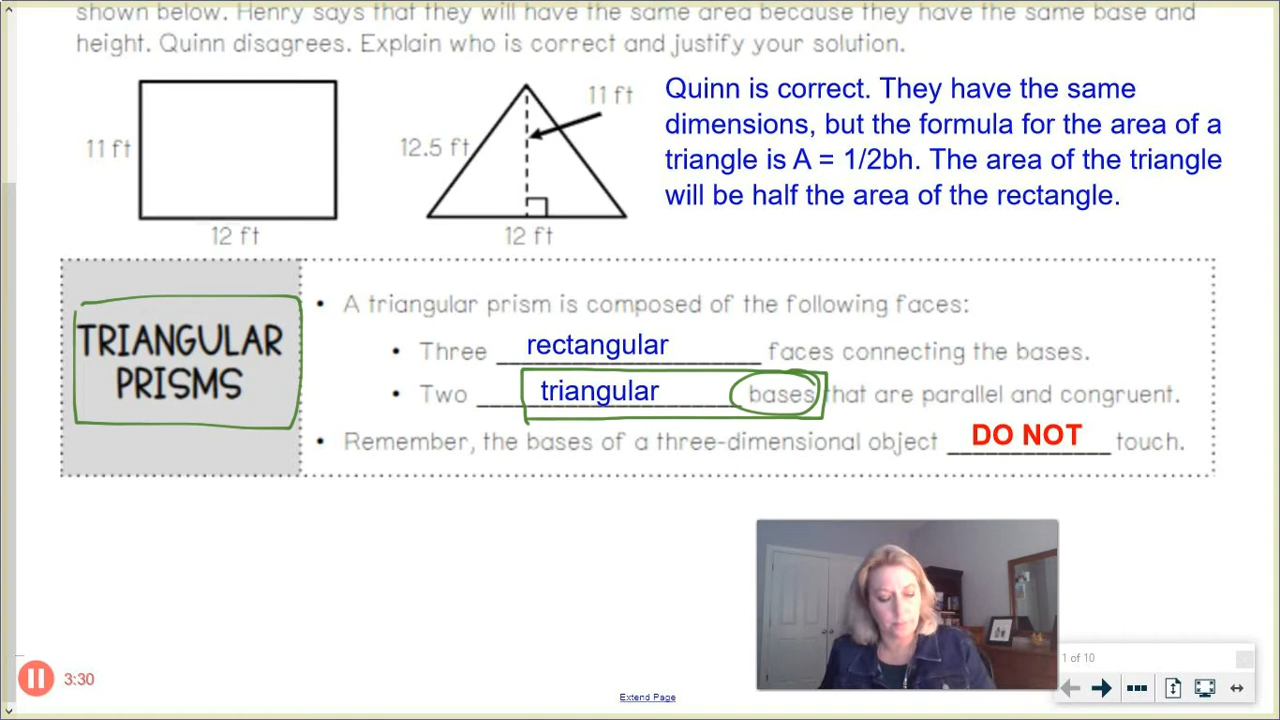 shown below. Henry says that they will have the same area because they have the same base and
height. Quinn disagrees. Explain who is correct and justify your solution.
11 ft
12 ft
12.5 ft
11 ft
12 ft
Quinn is correct. They have the same
dimensions, but the formula for the area of a
triangle is A = 1/2bh. The area of the triangle
will be half the area of the rectangle.
TRIANGULAR
PRISMS
• A triangular prism is composed of the following faces:
• Three rectangular faces connecting the bases.
• Two triangular bases that are parallel and congruent.
• Remember, the bases of a three-dimensional object DO NOT touch.
3:30
Extend Page
1 of 10